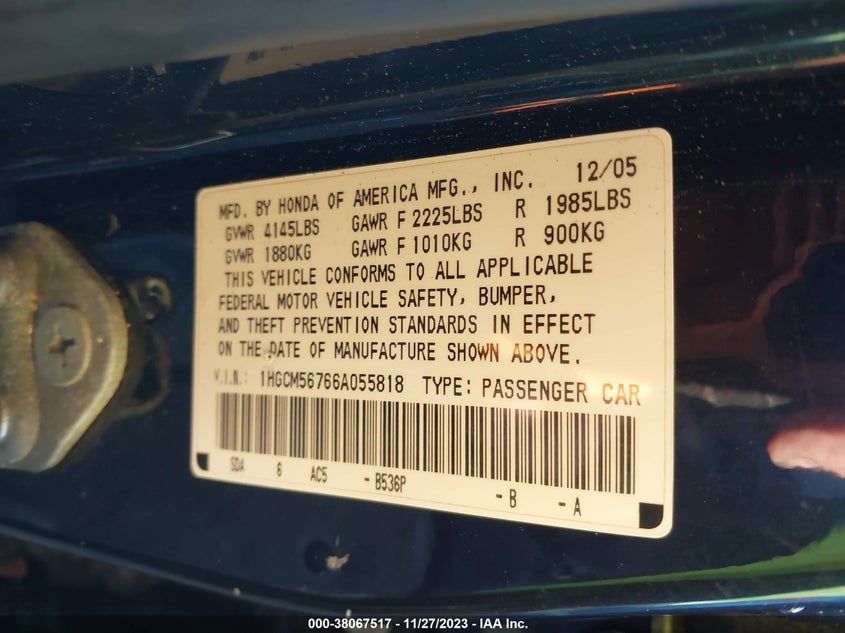 MFD. BY HONDA OF AMERICA MFG., INC. 12/05
GVWR 4145LBS GAWR F 2225LBS R 1985LBS
GVWR 1880KG GAWR F 1010KG R 900KG
THIS VEHICLE CONFORMS TO ALL APPLICABLE
FEDERAL MOTOR VEHICLE SAFETY, BUMPER,
AND THEFT PREVENTION STANDARDS IN EFFECT
ON THE DATE OF MANUFACTURE SHOWN ABOVE.
V.I.N.: 1HGCM56766A055818 TYPE: PASSENGER CAR
SDA 6 AC5 - B536P - B - A
000-38067517 - 11/27/2023 - IAA Inc.